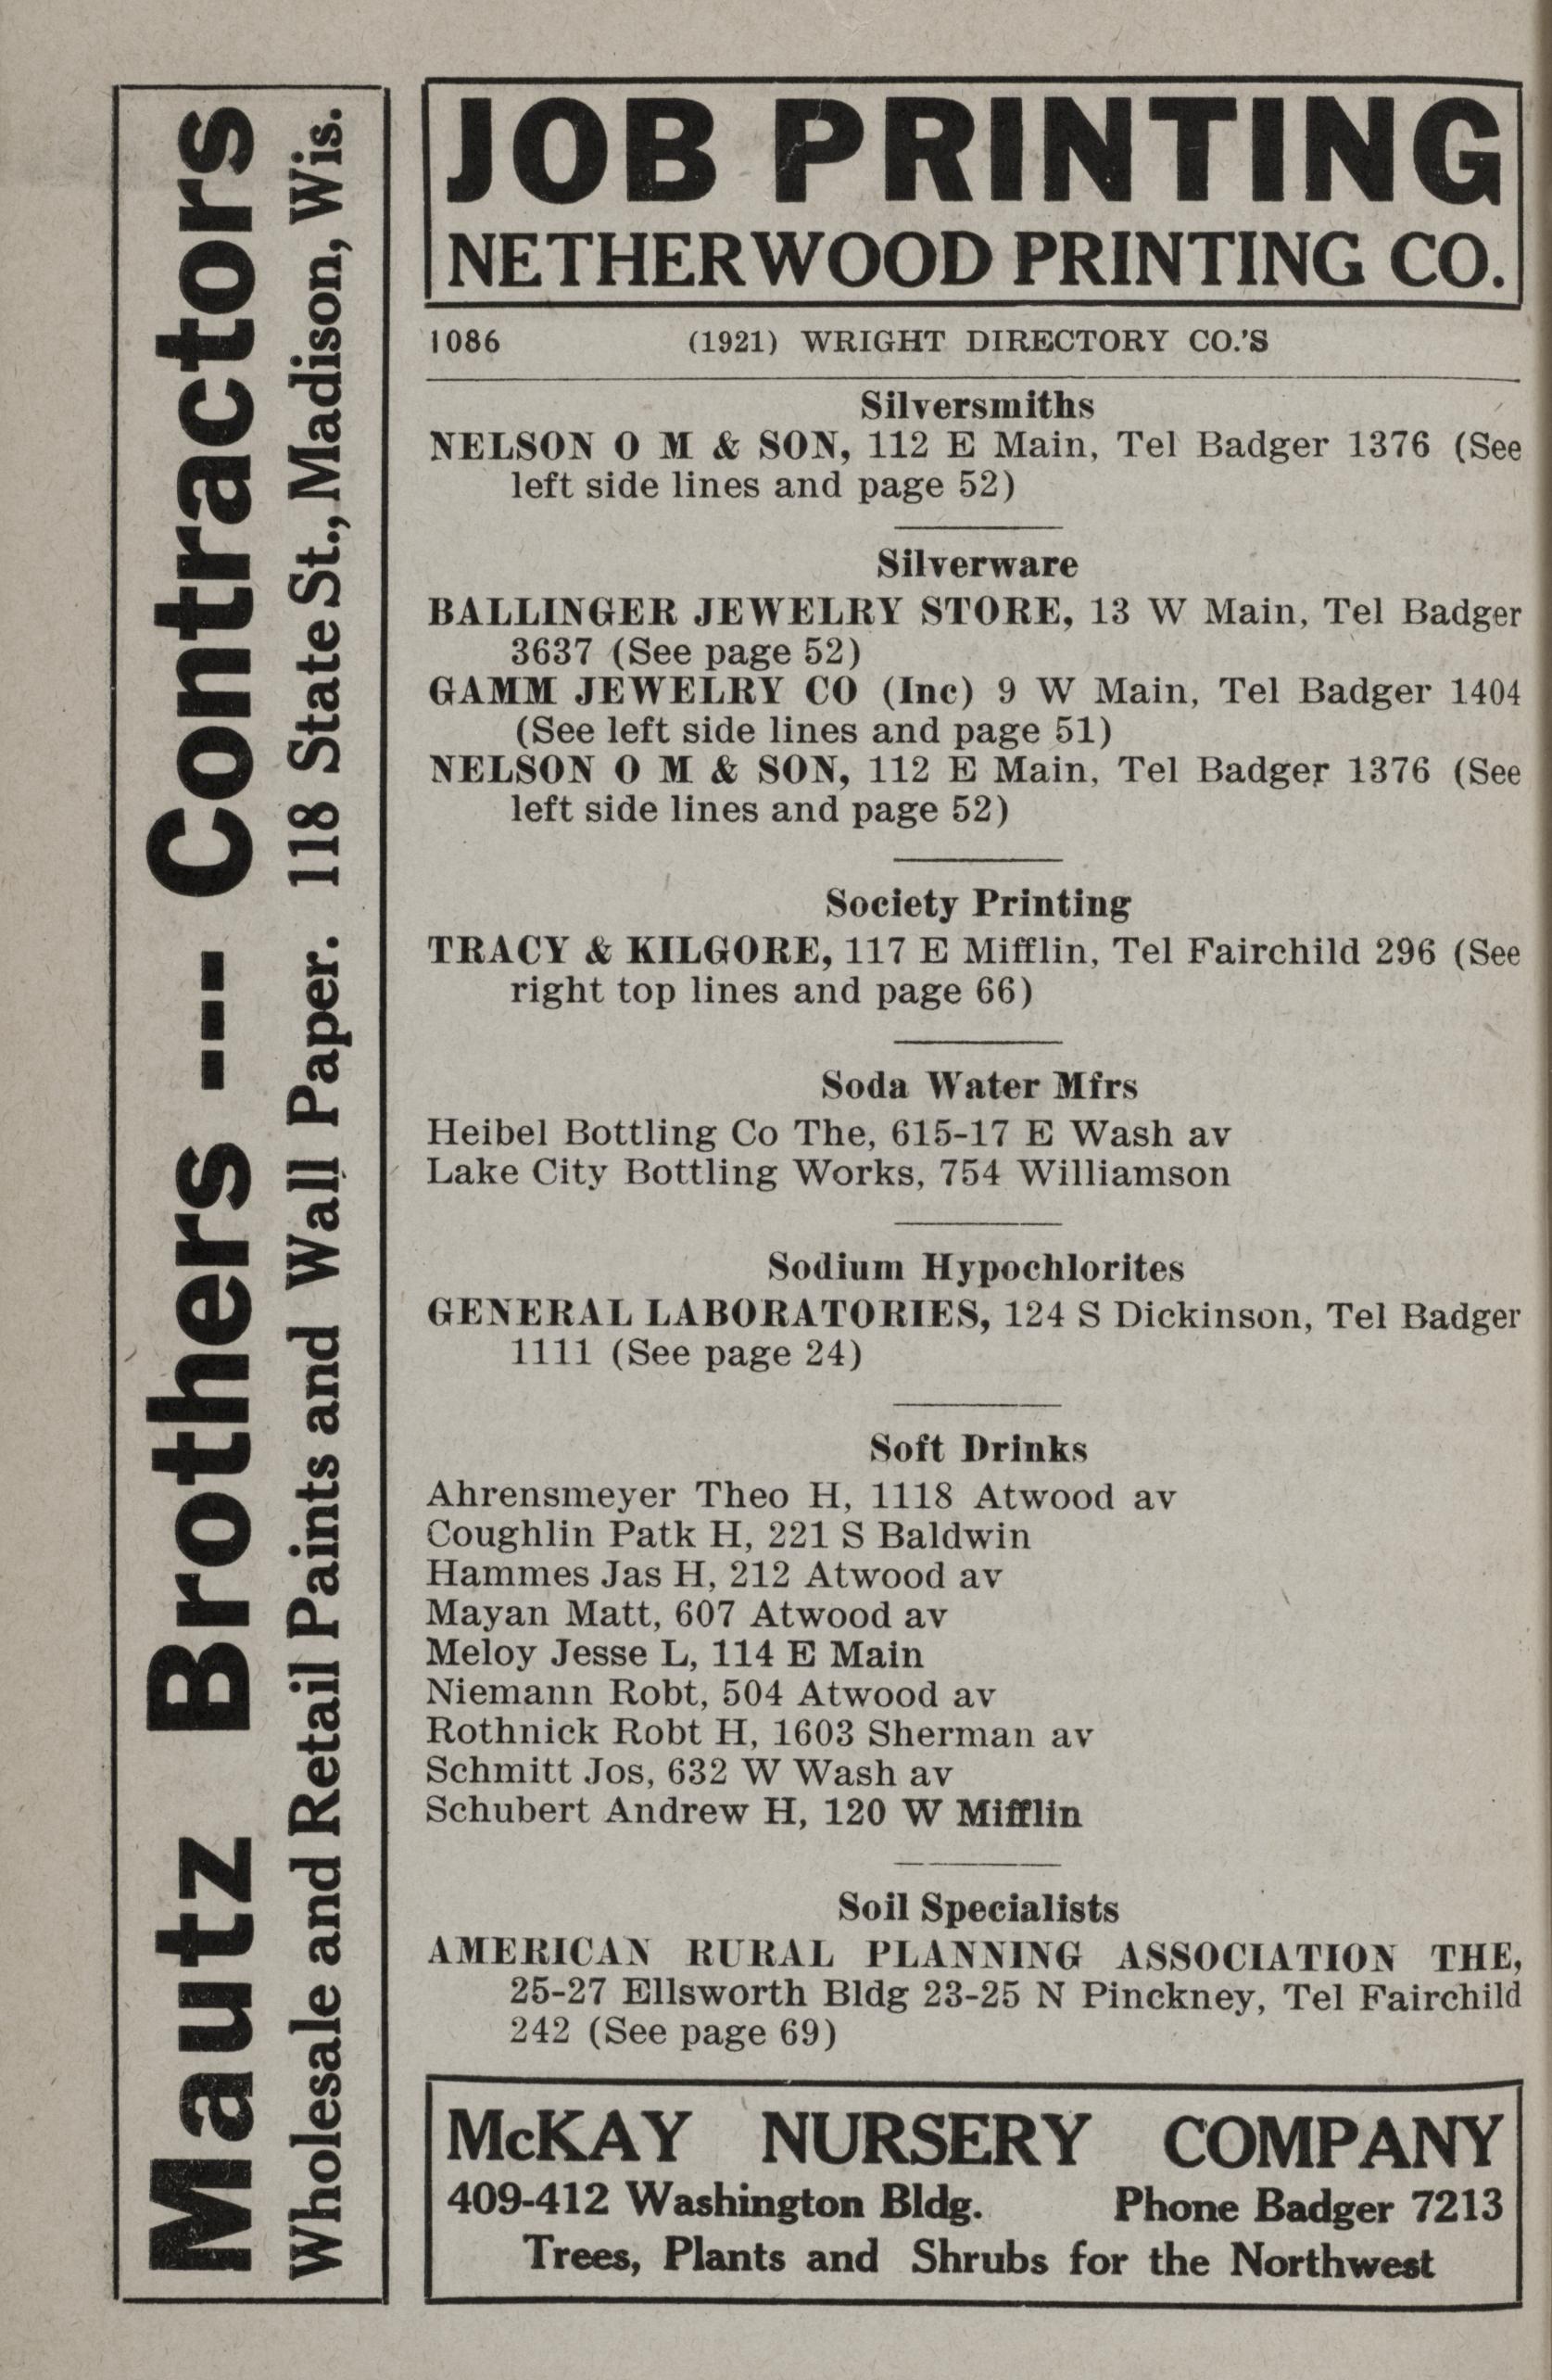 Mautz Brothers --- Contractors
Wholesale and Retail Paints and Wall Paper. 118 State St., Madison, Wis.
JOB PRINTING
NETHERWOOD PRINTING CO.
1086 (1921) WRIGHT DIRECTORY CO.'S
Silversmiths
NELSON O M & SON, 112 E Main, Tel Badger 1376 (See
left side lines and page 52)
Silverware
BALLINGER JEWELRY STORE, 13 W Main, Tel Badger
3637 (See page 52)
GAMM JEWELRY CO (Inc) 9 W Main, Tel Badger 1404
(See left side lines and page 51)
NELSON O M & SON, 112 E Main, Tel Badger 1376 (See
left side lines and page 52)
Society Printing
TRACY & KILGORE, 117 E Mifflin, Tel Fairchild 296 (See
right top lines and page 66)
Soda Water Mfrs
Heibel Bottling Co The, 615-17 E Wash av
Lake City Bottling Works, 754 Williamson
Sodium Hypochlorites
GENERAL LABORATORIES, 124 S Dickinson, Tel Badger
1111 (See page 24)
Soft Drinks
Ahrensmeyer Theo H, 1118 Atwood av
Coughlin Patk H, 221 S Baldwin
Hammes Jas H, 212 Atwood av
Mayan Matt, 607 Atwood av
Meloy Jesse L, 114 E Main
Niemann Robt, 504 Atwood av
Rothnick Robt H, 1603 Sherman av
Schmitt Jos, 632 W Wash av
Schubert Andrew H, 120 W Mifflin
Soil Specialists
AMERICAN RURAL PLANNING ASSOCIATION THE,
25-27 Ellsworth Bldg 23-25 N Pinckney, Tel Fairchild
242 (See page 69)
McKAY NURSERY COMPANY
409-412 Washington Bldg. Phone Badger 7213
Trees, Plants and Shrubs for the Northwest